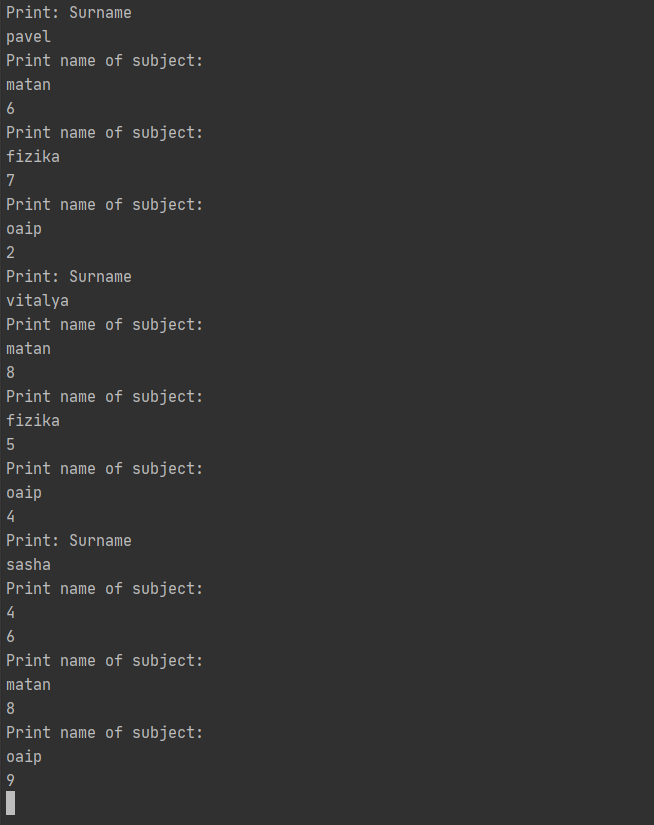 Print: Surname
pavel
Print name of subject:
matan
6
Print name of subject:
fizika
7
Print name of subject:
oaip
2
Print: Surname
vitalya
Print name of subject:
matan
8
Print name of subject:
fizika
5
Print name of subject:
oaip
4
Print: Surname
sasha
Print name of subject:
4
6
Print name of subject:
matan
8
Print name of subject:
oaip
9